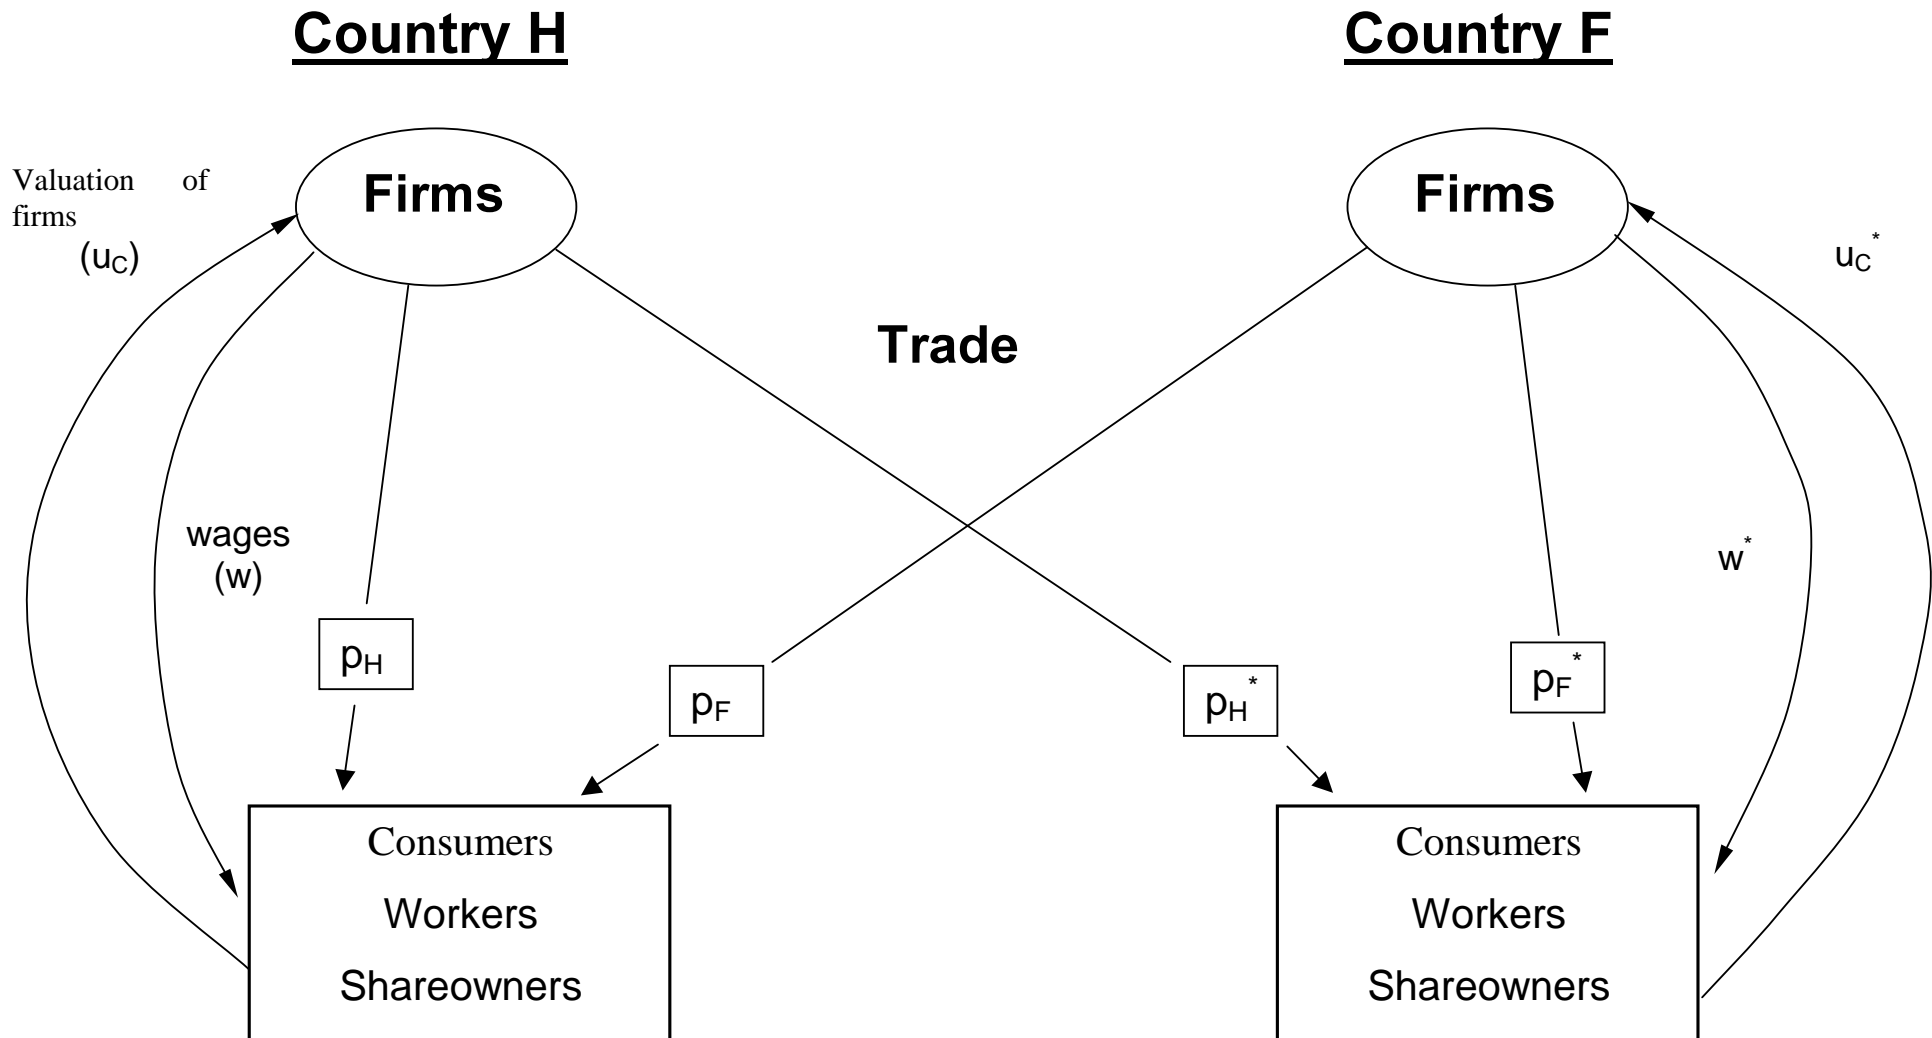 Country H
Country F
Valuation of
firms
(uC)
Firms
Firms
uC*
Trade
wages
(w)
w*
pH
pF
pH*
pF*
Consumers
Workers
Shareowners
Consumers
Workers
Shareowners